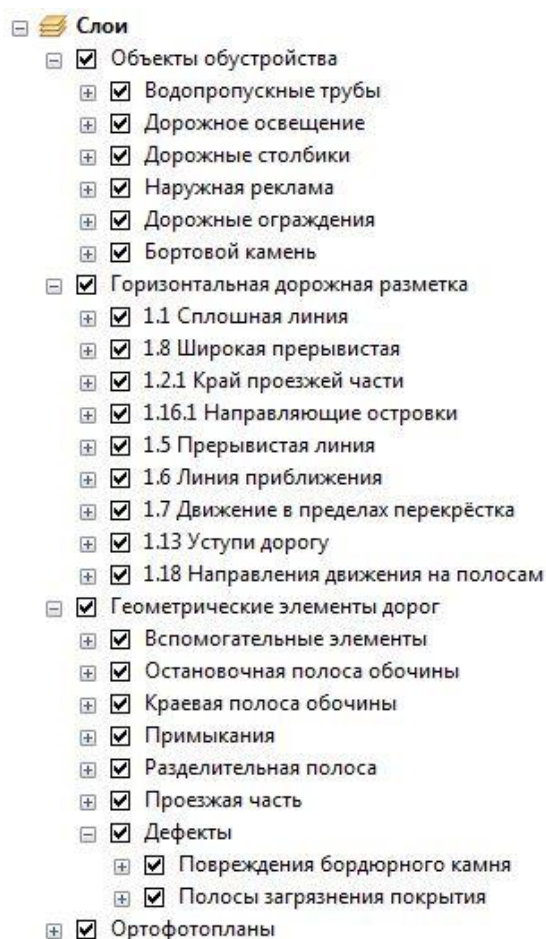 Слои
Объекты обустройства
Водопропускные трубы
Дорожное освещение
Дорожные столбики
Наружная реклама
Дорожные ограждения
Бортовой камень
Горизонтальная дорожная разметка
1.1 Сплошная линия
1.8 Широкая прерывистая
1.2.1 Край проезжей части
1.16.1 Направляющие островки
1.5 Прерывистая линия
1.6 Линия приближения
1.7 Движение в пределах перекрёстка
1.13 Уступи дорогу
1.18 Направления движения на полосам
Геометрические элементы дорог
Вспомогательные элементы
Остановочная полоса обочины
Краевая полоса обочины
Примыкания
Разделительная полоса
Проезжая часть
Дефекты
Повреждения бордюрного камня
Полосы загрязнения покрытия
Ортофотопланы